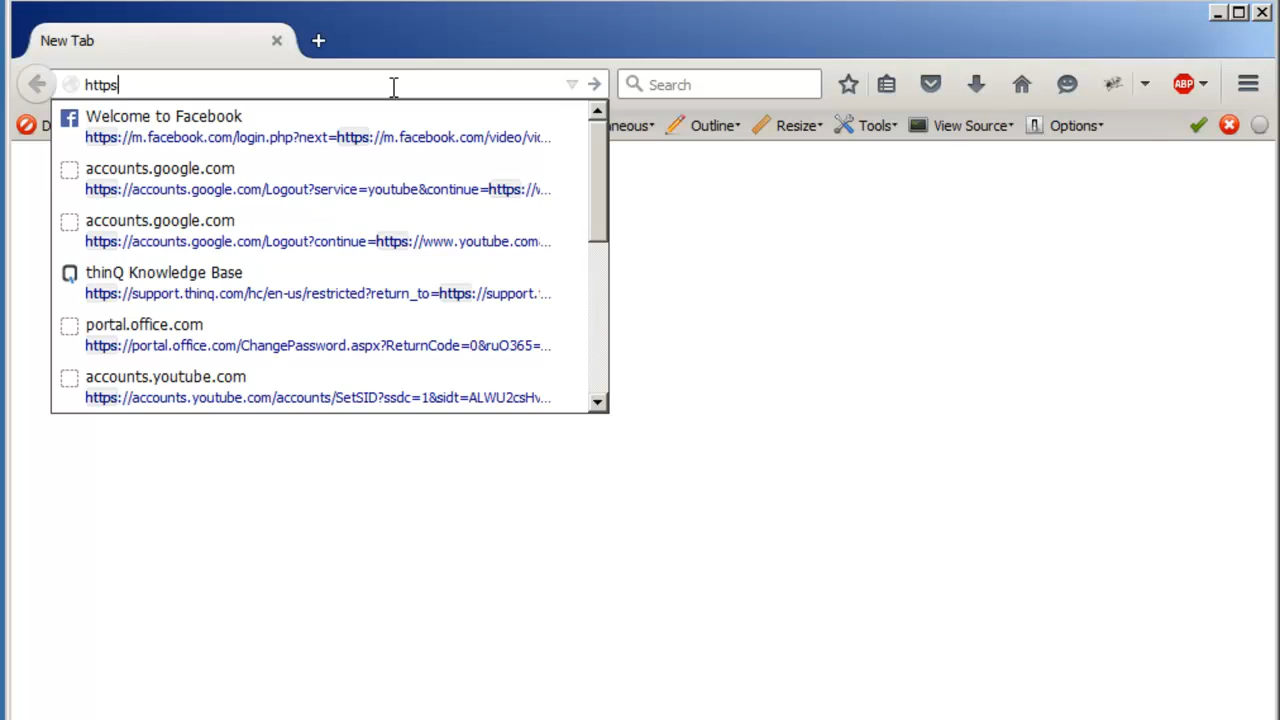 New Tab
https
Search
ABP
Welcome to Facebook
https://m.facebook.com/login.php?next=https://m.facebook.com/video/vic...
accounts.google.com
https://accounts.google.com/Logout?service=youtube&continue=https://v...
accounts.google.com
https://accounts.google.com/Logout?continue=https://www.youtube.com...
thinQ Knowledge Base
https://support.thinq.com/hc/en-us/restricted?return_to=https://support....
portal.office.com
https://portal.office.com/ChangePassword.aspx?ReturnCode=0&ruO365=...
accounts.youtube.com
https://accounts.youtube.com/accounts/SetSID?ssdc=1&sidt=ALWU2csHv...
D
neous
Outline
Resize
Tools
View Source
Options